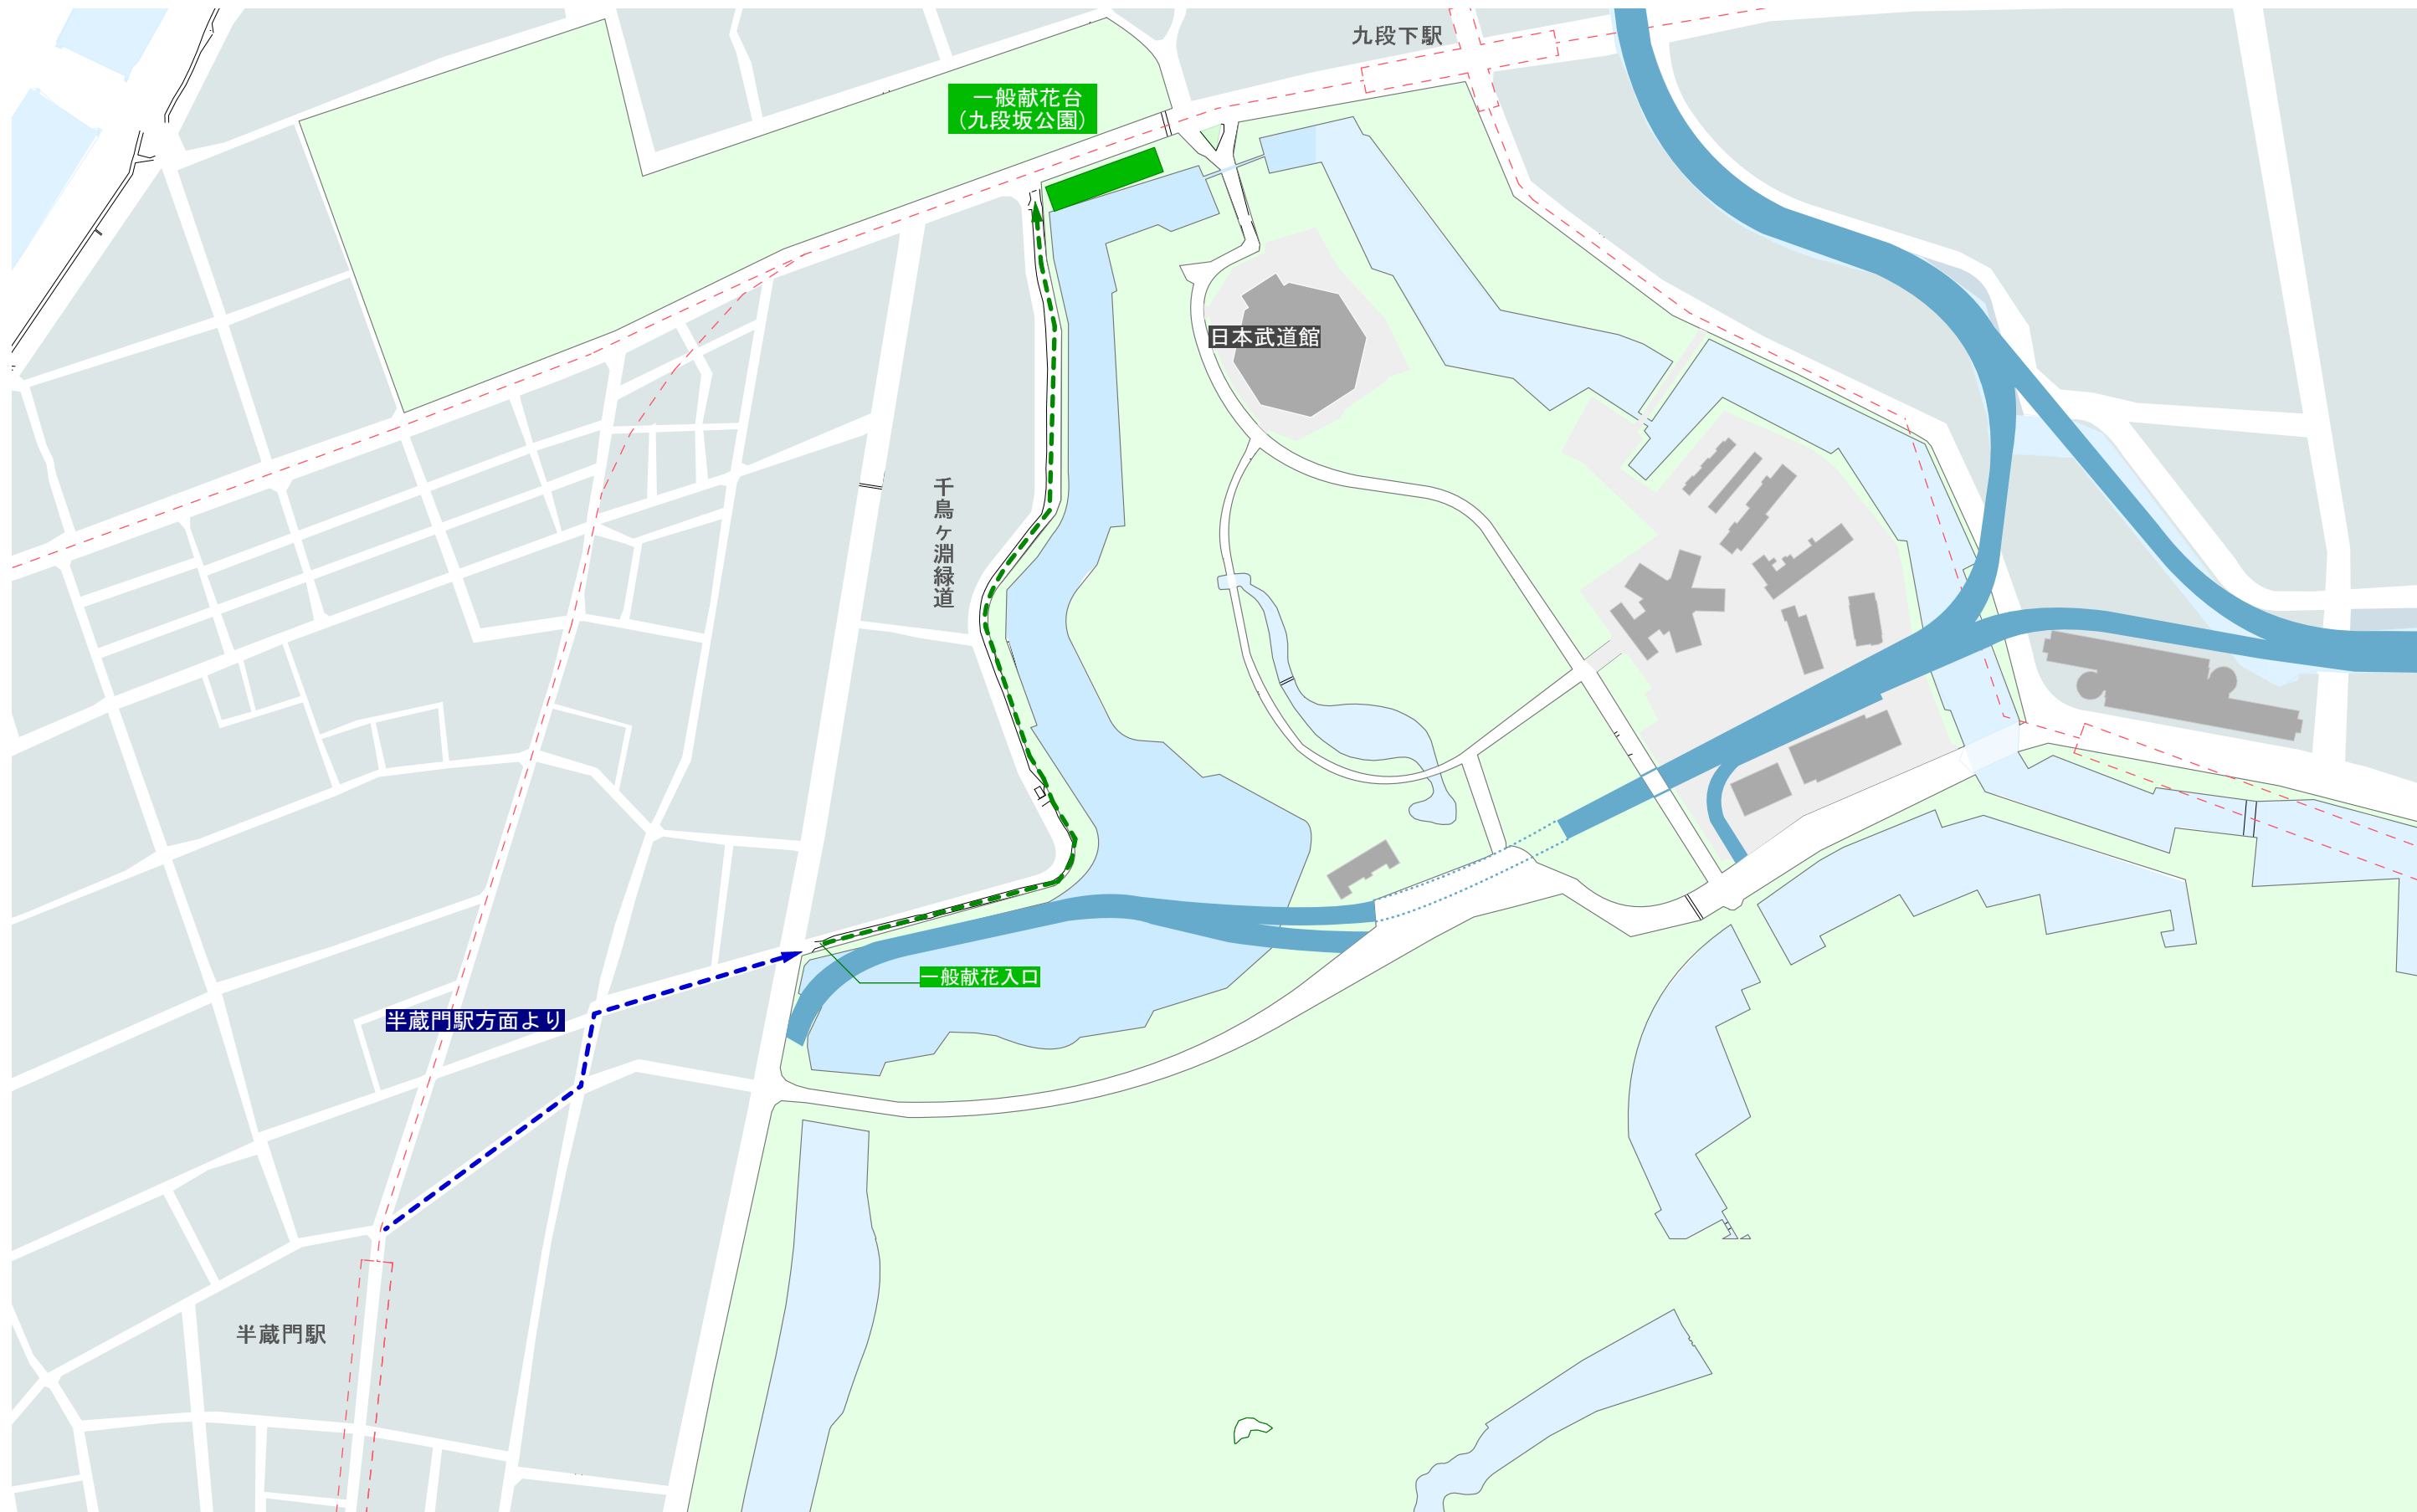 九段下駅
一般献花台
(九段坂公園)
日本武道館
千鳥ヶ淵緑道
一般献花入口
半蔵門駅方面より
半蔵門駅